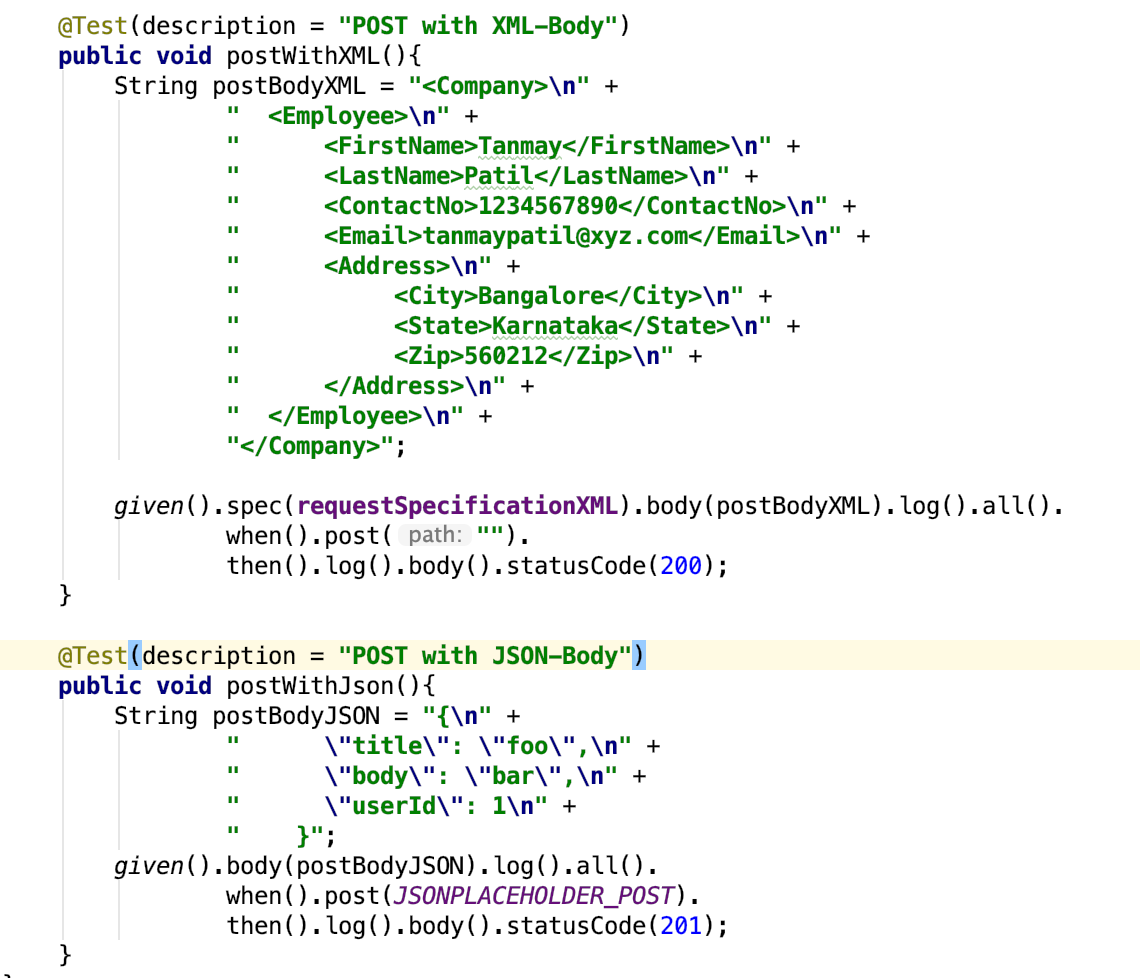 @Test(description = "POST with XML-Body")
public void postWithXML(){
    String postBodyXML = "<Company>\n" +
            "  <Employee>\n" +
            "      <FirstName>Tanmay</FirstName>\n" +
            "      <LastName>Patil</LastName>\n" +
            "      <ContactNo>1234567890</ContactNo>\n" +
            "      <Email>tanmaypatil@xyz.com</Email>\n" +
            "      <Address>\n" +
            "           <City>Bangalore</City>\n" +
            "           <State>Karnataka</State>\n" +
            "           <Zip>560212</Zip>\n" +
            "      </Address>\n" +
            "  </Employee>\n" +
            "</Company>";
    given().spec(requestSpecificationXML).body(postBodyXML).log().all().
            when().post( path: "").
            then().log().body().statusCode(200);
}
@Test(description = "POST with JSON-Body")
public void postWithJson(){
    String postBodyJSON = "{\n" +
            "      \"title\": \"foo\",\n" +
            "      \"body\": \"bar\",\n" +
            "      \"userId\": 1\n" +
            "    }";
    given().body(postBodyJSON).log().all().
            when().post(JSONPLACEHOLDER_POST).
            then().log().body().statusCode(201);
}